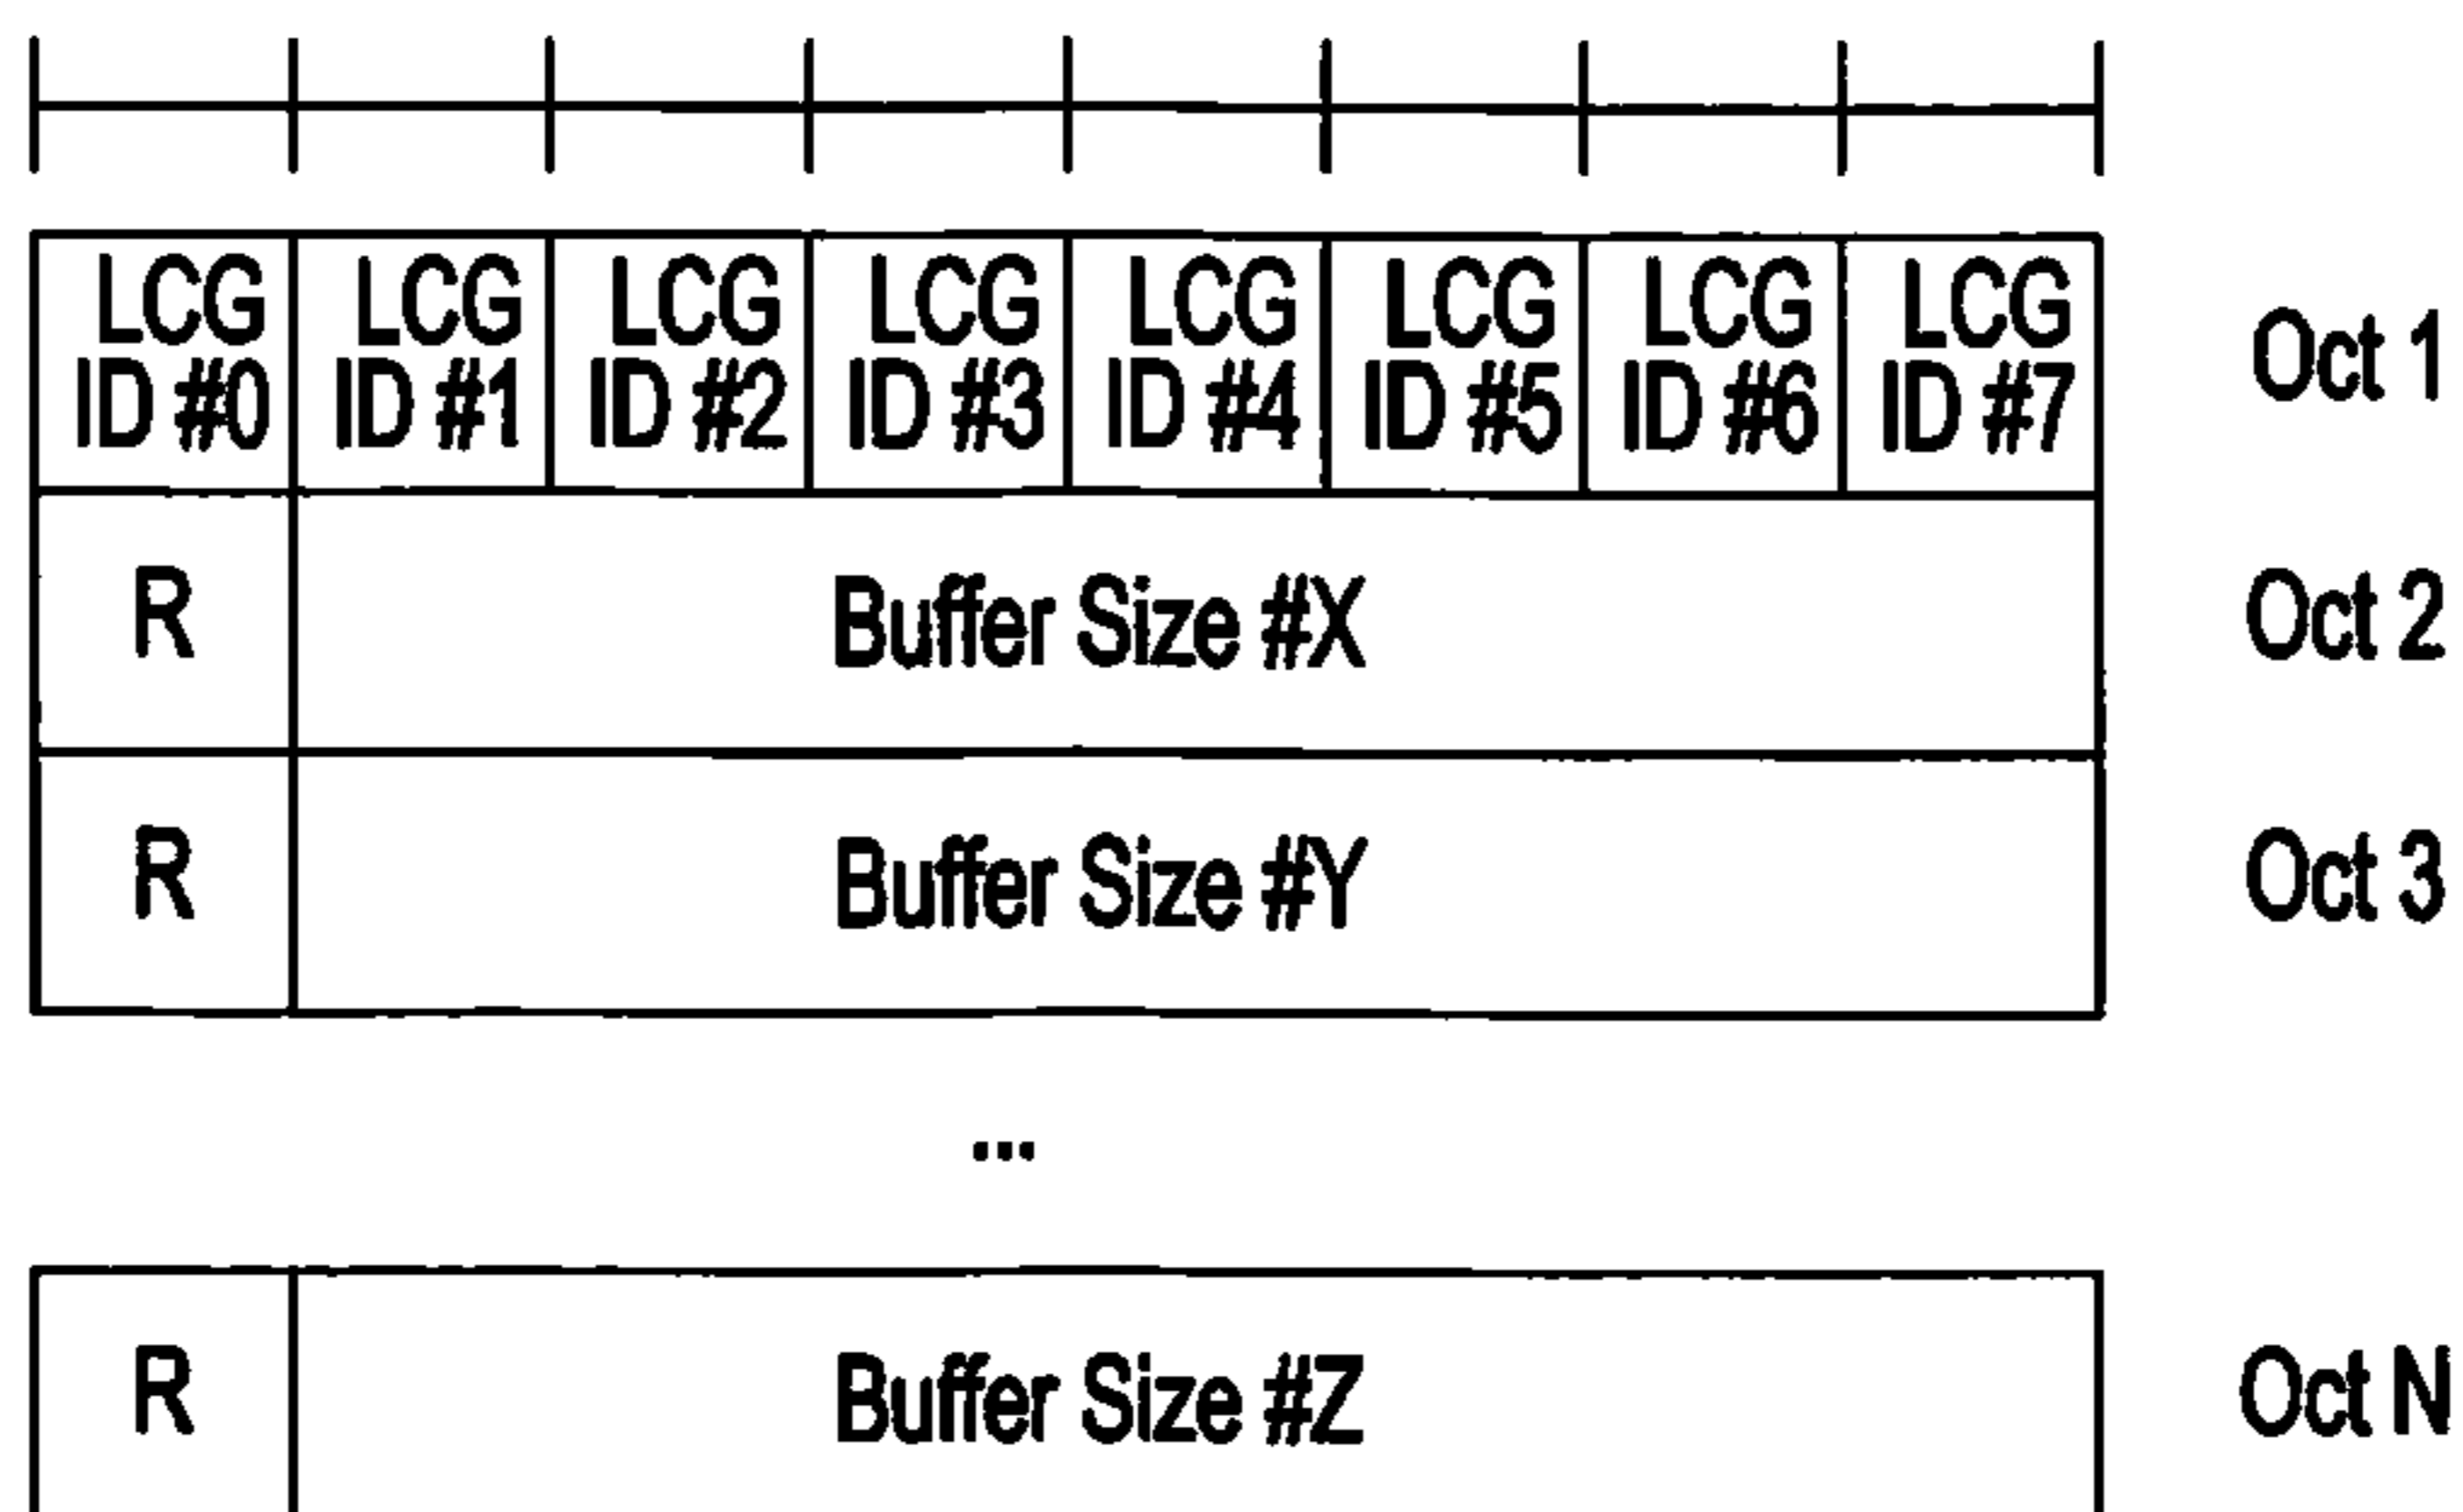 LCG ID #0 LCG ID #1 LCG ID #2 LCG ID #3 LCG ID #4 LCG ID #5 LCG ID #6 LCG ID #7 Oct 1
R Buffer Size #X Oct 2
R Buffer Size #Y Oct 3
...
R Buffer Size #Z Oct N